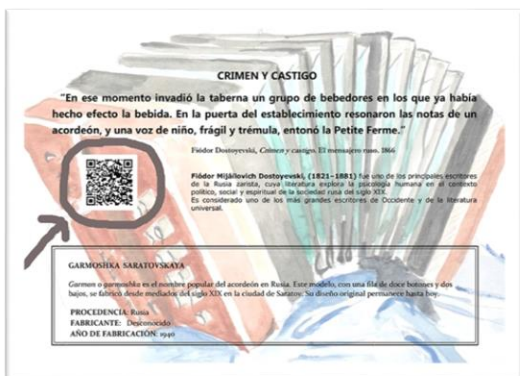 CRIMEN Y CASTIGO
"En ese momento invadió la taberna un grupo de bebedores en los que ya había
hecho efecto la bebida. En la puerta del establecimiento resonaron las notas de un
acordeón, y una voz de niño, frágil y trémula, entonó la Petite Ferme."
Fiódor Dostoyevski, Crimen y castigo. El mensajero ruso. 1866
Fiódor Mijáilovich Dostoyevski, (1821-1881) fue uno de los principales escritores
de la Rusia zarista, cuya literatura explora la psicología humana en el contexto
político, social y espiritual de la sociedad rusa del siglo XIX.
Es considerado uno de los más grandes escritores de Occidente y de la literatura
universal.
GARMOSHKA SARATOVSKAYA
Garmon o garmoshka es el nombre popular del acordeón en Rusia. Este modelo, con una fila de doce botones y dos
bajos, se fabricó desde mediados del siglo XIX en la ciudad de Saratov. Su diseño original permanece hasta hoy.
PROCEDENCIA: Rusia
FABRICANTE: Desconocido
AÑO DE FABRICACIÓN: 1940